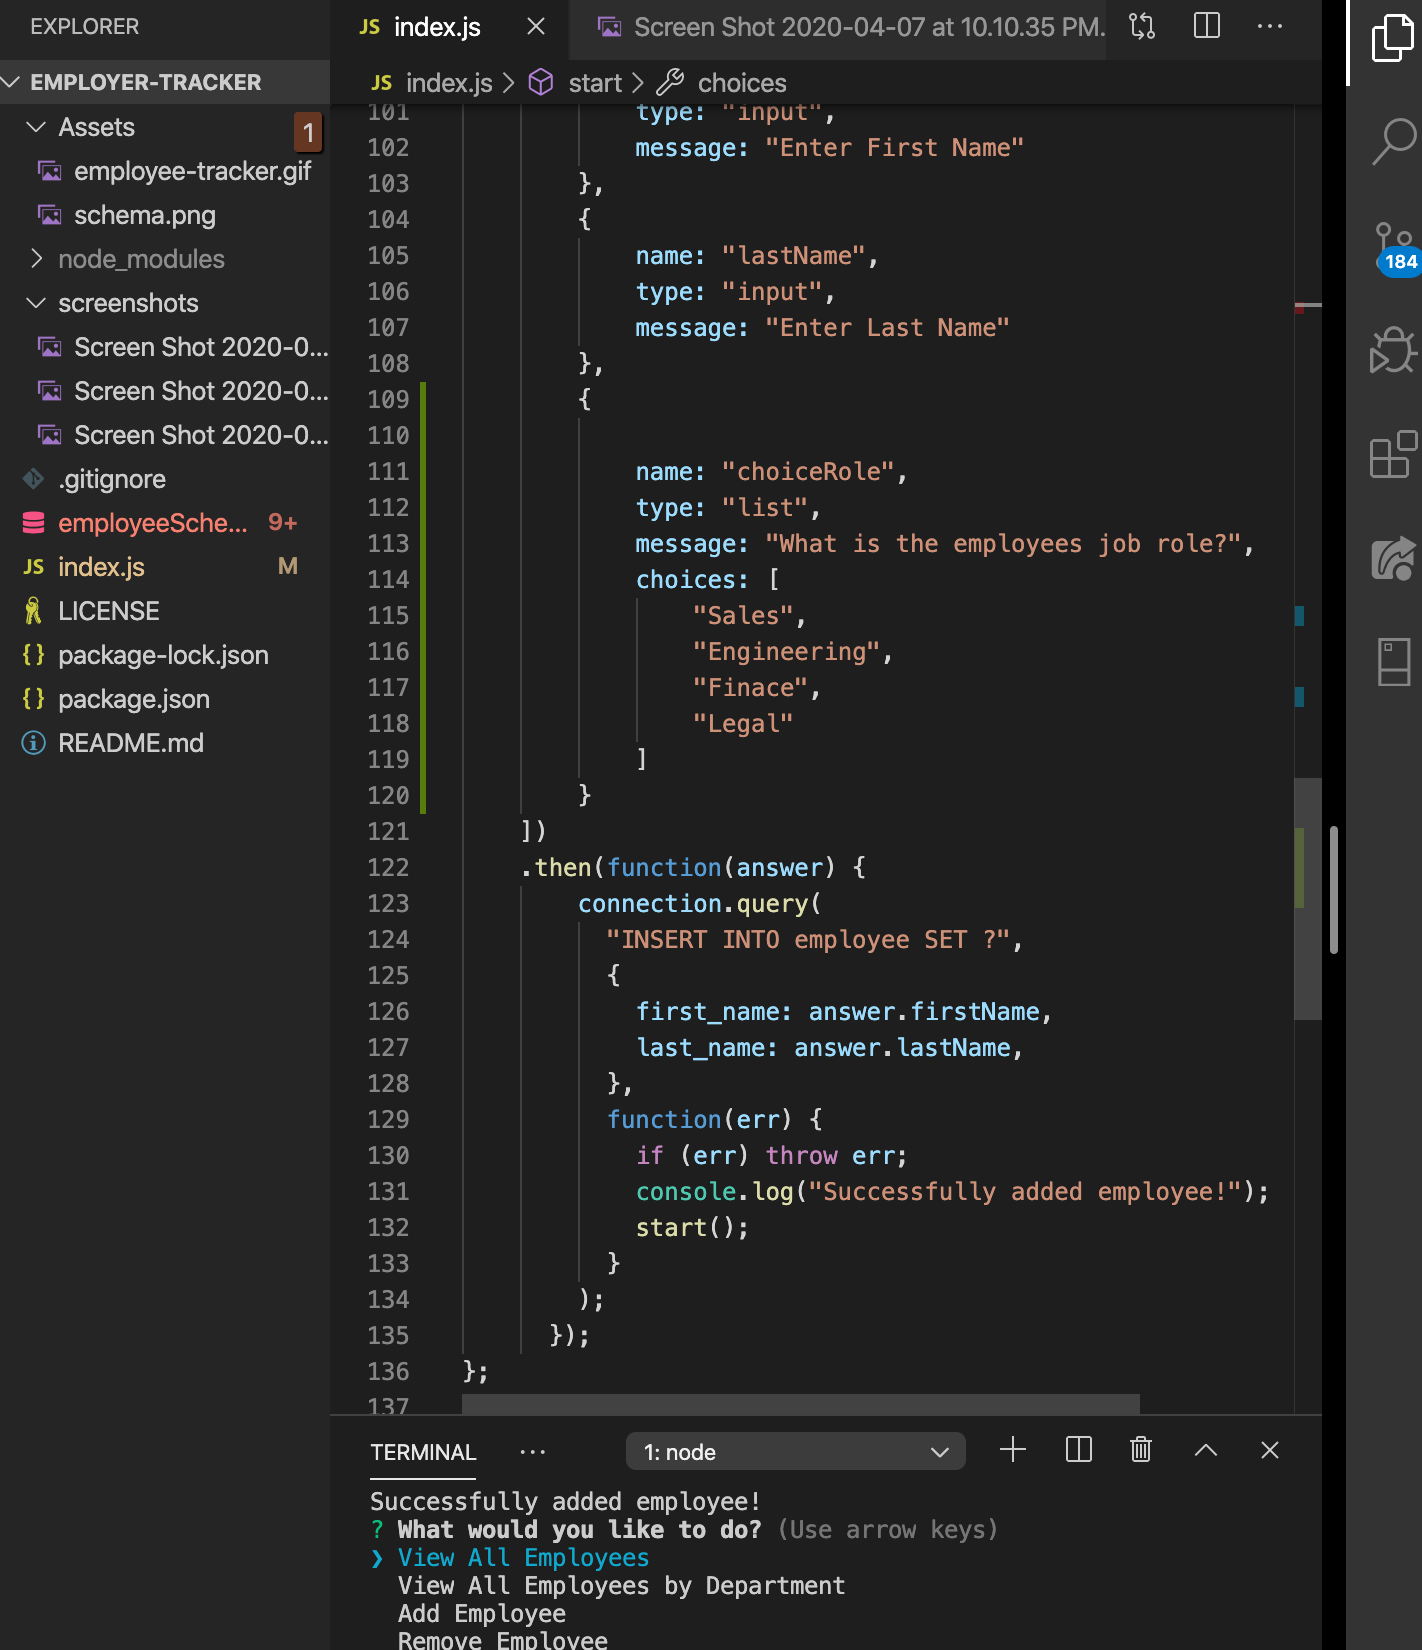 EXPLORER
EMPLOYER-TRACKER
Assets
1
employee-tracker.gif
schema.png
node_modules
screenshots
Screen Shot 2020-0...
Screen Shot 2020-0...
Screen Shot 2020-0...
.gitignore
employeeSche... 9+
JS index.js M
LICENSE
{} package-lock.json
{} package.json
README.md
JS index.js
Screen Shot 2020-04-07 at 10.10.35 PM.
JS index.js > start > choices
101 type: "input",
102 message: "Enter First Name"
103 },
104 {
105 name: "lastName",
106 type: "input",
107 message: "Enter Last Name"
108 },
109 {
110
111 name: "choiceRole",
112 type: "list",
113 message: "What is the employees job role?",
114 choices: [
115 "Sales",
116 "Engineering",
117 "Finace",
118 "Legal"
119 ]
120 }
121 ])
122 .then(function(answer) {
123 connection.query(
124 "INSERT INTO employee SET ?",
125 {
126 first_name: answer.firstName,
127 last_name: answer.lastName,
128 },
129 function(err) {
130 if (err) throw err;
131 console.log("Successfully added employee!");
132 start();
133 }
134 );
135 });
136 };
137
184
TERMINAL ... 1: node
Successfully added employee!
? What would you like to do? (Use arrow keys)
❯ View All Employees
View All Employees by Department
Add Employee
Remove Employee